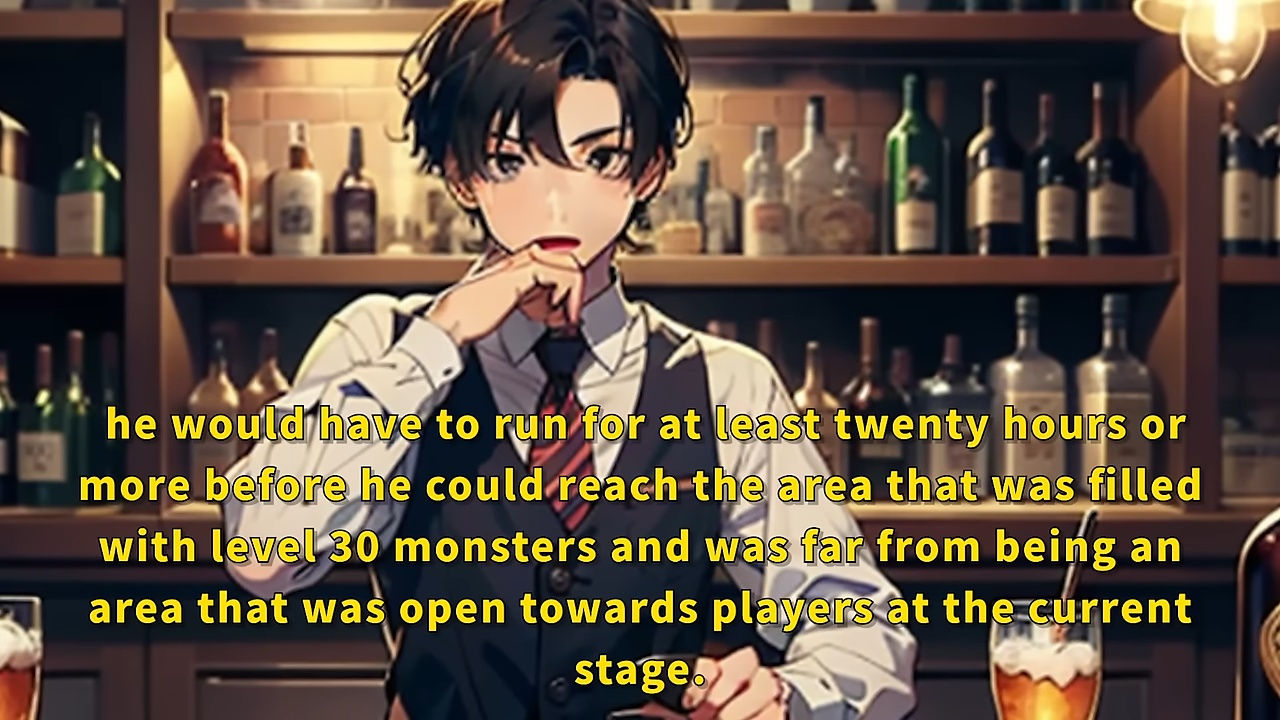 he would have to run for at least twenty hours or
more before he could reach the area that was filled
with level 30 monsters and was far from being an
area that was open towards players at the current
stage.